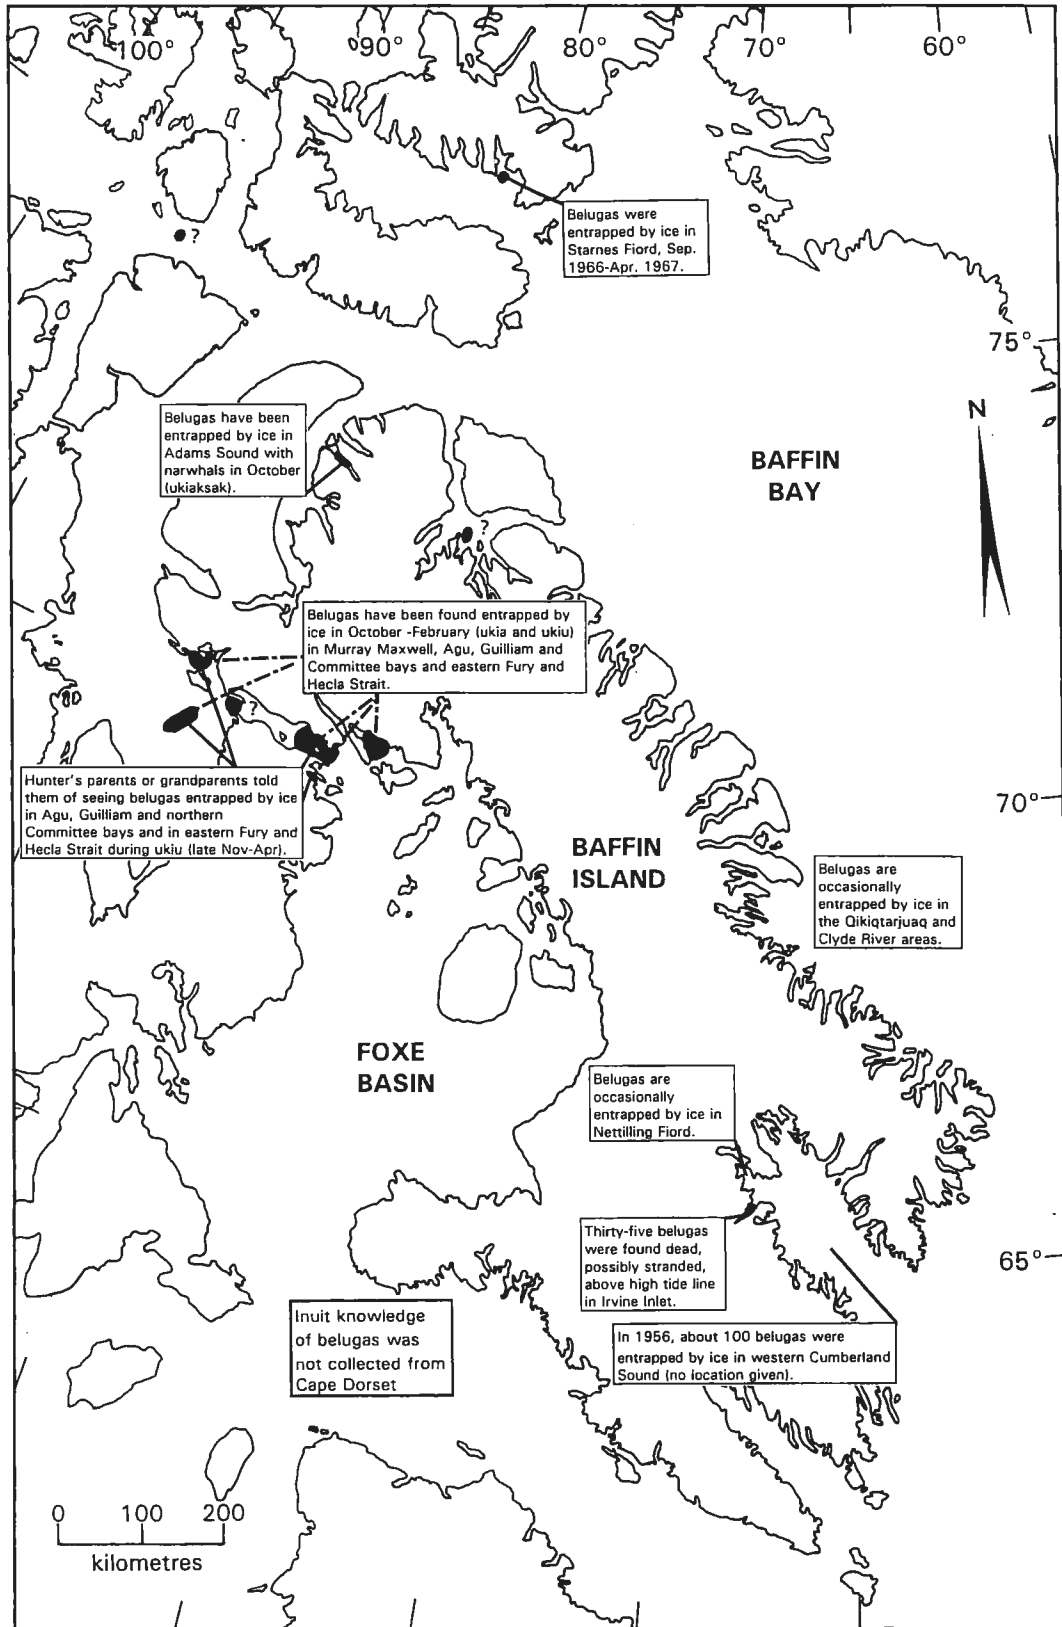 100° 90° 80° 70° 60°
Belugas were
entrapped by ice in
Starnes Fiord, Sep.
1966-Apr. 1967.
?
75°
N
Belugas have been
entrapped by ice in
Adams Sound with
narwhals in October
(ukiaksak).
BAFFIN
BAY
?
Belugas have been found entrapped by
ice in October -February (ukia and ukiu)
in Murray Maxwell, Agu, Guilliam and
Committee bays and eastern Fury and
Hecla Strait.
?
Hunter's parents or grandparents told
them of seeing belugas entrapped by ice
in Agu, Guilliam and northern
Committee bays and in eastern Fury and
Hecla Strait during ukiu (late Nov-Apr).
70°
BAFFIN
ISLAND
Belugas are
occasionally
entrapped by ice in
the Qikiqtarjuaq and
Clyde River areas.
FOXE
BASIN
Belugas are
occasionally
entrapped by ice in
Nettilling Fiord.
Thirty-five belugas
were found dead,
possibly stranded,
above high tide line
in Irvine Inlet.
65°
Inuit knowledge
of belugas was
not collected from
Cape Dorset
In 1956, about 100 belugas were
entrapped by ice in western Cumberland
Sound (no location given).
0 100 200
kilometres